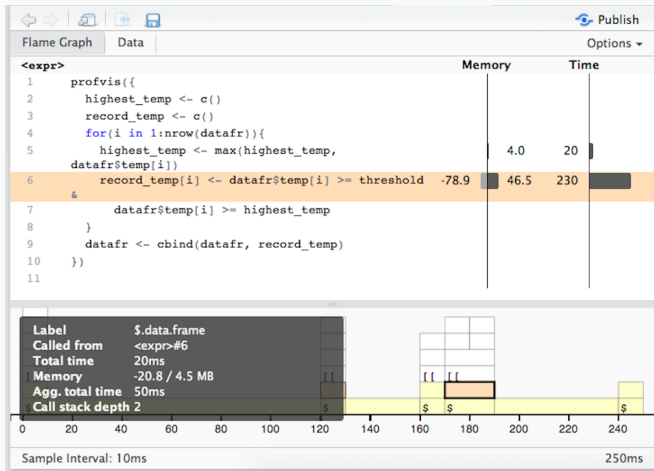 Publish
Flame Graph Data Options
<expr> Memory Time
1 profvis({
2 highest_temp <- c()
3 record_temp <- c()
4 for(i in 1:nrow(datafr)){
5 highest_temp <- max(highest_temp, 4.0 20
datafr$temp[i])
6 record_temp[i] <- datafr$temp[i] >= threshold -78.9 46.5 230
&
7 datafr$temp[i] >= highest_temp
8 }
9 datafr <- cbind(datafr, record_temp)
10 })
11
Label $.data.frame
Called from <expr>#6
Total time 20ms
Memory -20.8 / 4.5 MB
Agg. total time 50ms
Call stack depth 2
[[ [[ [[
$ $ $ $
0 20 40 60 80 100 120 140 160 180 200 220 240
Sample Interval: 10ms 250ms